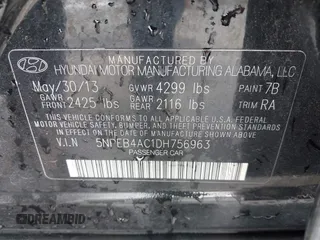 MANUFACTURED BY
HYUNDAI MOTOR MANUFACTURING ALABAMA, LLC
May/30/13 GVWR 4299 lbs PAINT 7B
GAWR FRONT 2425 lbs GAWR REAR 2116 lbs TRIM RA
THIS VEHICLE CONFORMS TO ALL APPLICABLE U.S.A. FEDERAL
MOTOR VEHICLE SAFETY, BUMPER, AND THEFT PREVENTION
STANDARDS IN EFFECT ON THE DATE OF MANUFACTURE SHOWN ABOVE.
V.I.N 5NPEB4AC1DH756963
PASSENGER CAR
DREAMBID